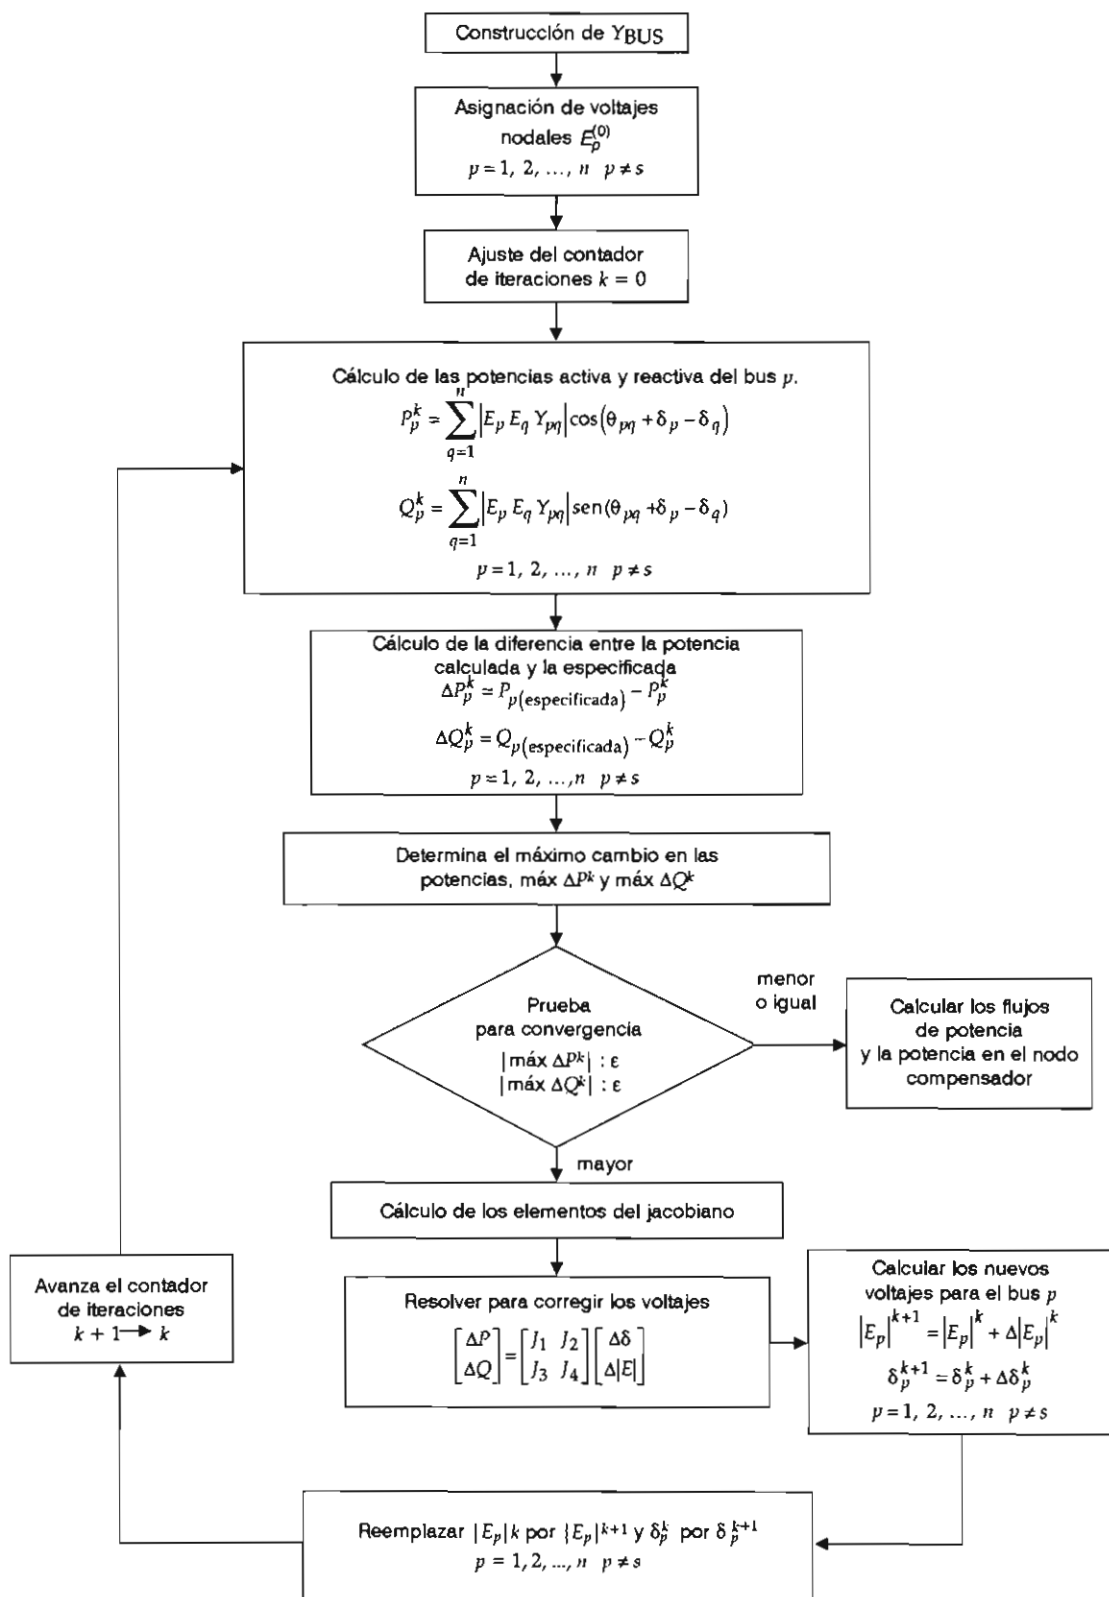 Construcción de Y_BUS
Asignación de voltajes
nodales E_p^(0)
p = 1, 2, ..., n p ≠ s
Ajuste del contador
de iteraciones k = 0
Cálculo de las potencias activa y reactiva del bus p.
P_p^k = ∑_{q=1}^{n} |E_p E_q Y_pq| cos(θ_pq + δ_p − δ_q)
Q_p^k = ∑_{q=1}^{n} |E_p E_q Y_pq| sen(θ_pq + δ_p − δ_q)
p = 1, 2, ..., n p ≠ s
Cálculo de la diferencia entre la potencia
calculada y la especificada
ΔP_p^k = P_p(especificada) − P_p^k
ΔQ_p^k = Q_p(especificada) − Q_p^k
p = 1, 2, ...,n p ≠ s
Determina el máximo cambio en las
potencias, máx ΔP^k y máx ΔQ^k
Prueba
para convergencia
|máx ΔP^k| : ε
|máx ΔQ^k| : ε
menor
o igual
Calcular los flujos
de potencia
y la potencia en el nodo
compensador
mayor
Cálculo de los elementos del jacobiano
Resolver para corregir los voltajes
[ΔP ΔQ] = [J_1 J_2 J_3 J_4] [Δδ Δ|E|]
Calcular los nuevos
voltajes para el bus p
|E_p|^{k+1} = |E_p|^k + Δ|E_p|^k
δ_p^{k+1} = δ_p^k + Δδ_p^k
p = 1, 2, ..., n p ≠ s
Reemplazar |E_p| k por {E_p|^{k+1} y δ_p^k por δ_p^{k+1}
p = 1, 2, ..., n p ≠ s
Avanza el contador
de iteraciones
k + 1 → k